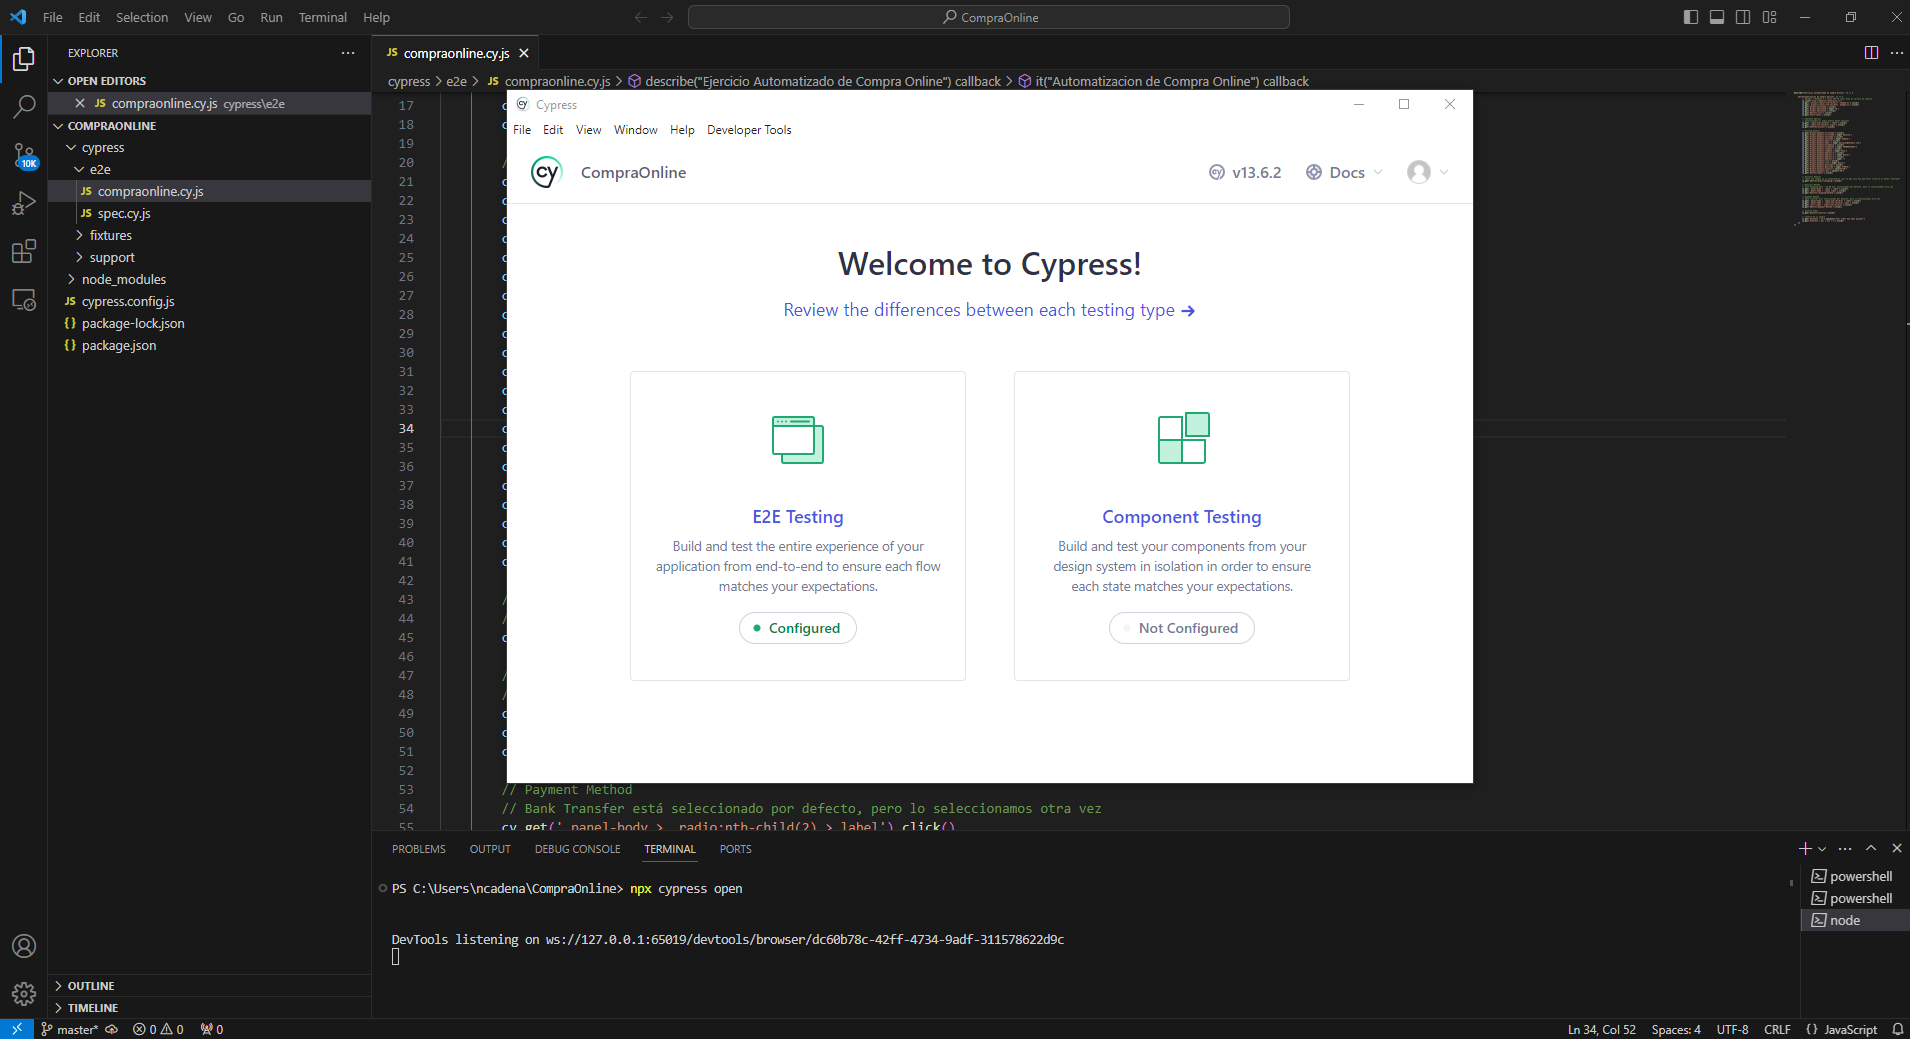 File Edit Selection View Go Run Terminal Help
CompraOnline
EXPLORER
OPEN EDITORS
JS compraonline.cy.js cypress\e2e
COMPRAONLINE
cypress
e2e
JS compraonline.cy.js
JS spec.cy.js
fixtures
support
node_modules
JS cypress.config.js
{} package-lock.json
{} package.json
10K
OUTLINE
TIMELINE
JS compraonline.cy.js
cypress > e2e > JS compraonline.cy.js > describe("Ejercicio Automatizado de Compra Online") callback > it("Automatizacion de Compra Online") callback
17 c
18 c
19
20 /
21 c
22 c
23 c
24 c
25 c
26 c
27 c
28 c
29 c
30 c
31 c
32 c
33 c
34 c
35 c
36 c
37 c
38 c
39 c
40 c
41 c
42
43 /
44 /
45 c
46
47 /
48 /
49 c
50 c
51 c
52
53 // Payment Method
54 // Bank Transfer está seleccionado por defecto, pero lo seleccionamos otra vez
55 cy.get('.panel-body > .radio:nth-child(2) > label').click()
Cypress
File Edit View Window Help Developer Tools
cy CompraOnline
v13.6.2 Docs
Welcome to Cypress!
Review the differences between each testing type →
E2E Testing
Build and test the entire experience of your
application from end-to-end to ensure each flow
matches your expectations.
Configured
Component Testing
Build and test your components from your
design system in isolation in order to ensure
each state matches your expectations.
Not Configured
PROBLEMS OUTPUT DEBUG CONSOLE TERMINAL PORTS
PS C:\Users\ncadena\CompraOnline> npx cypress open
DevTools listening on ws://127.0.0.1:65019/devtools/browser/dc60b78c-42ff-4734-9adf-311578622d9c
powershell
powershell
node
master* 0 0 0
Ln 34, Col 52 Spaces: 4 UTF-8 CRLF {} JavaScript